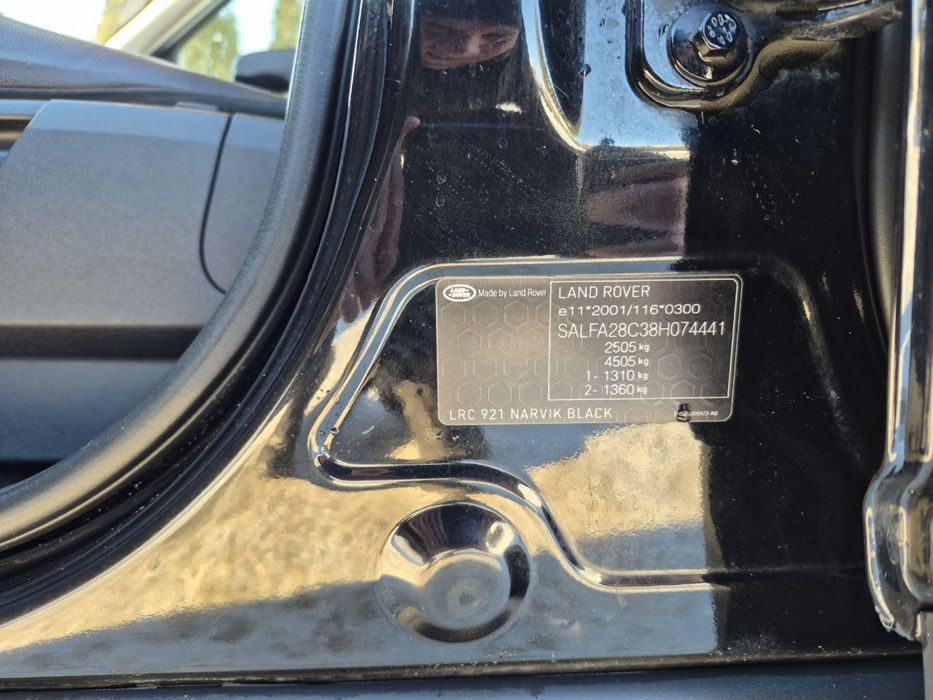 LAND-
ROVER
Made by Land Rover
LAND ROVER
e11*2001/116*0300
SALFA28C38H074441
2505 kg
4505 kg
1- 1310 kg
2- 1360 kg
LRC 921 NARVIK BLACK